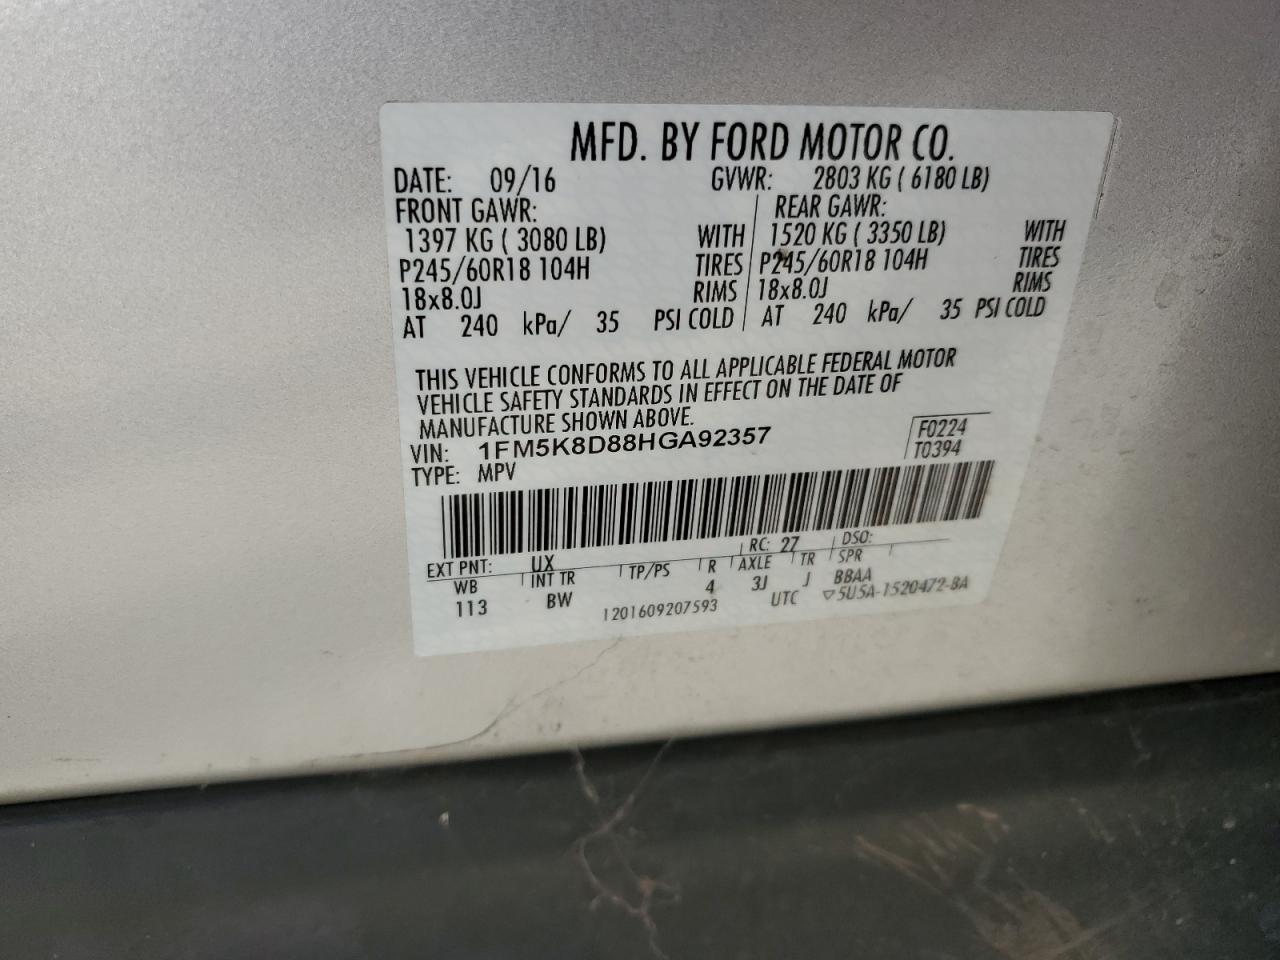 MFD. BY FORD MOTOR CO.
DATE: 09/16 GVWR: 2803 KG ( 6180 LB)
FRONT GAWR: REAR GAWR:
1397 KG ( 3080 LB) WITH 1520 KG ( 3350 LB) WITH
P245/60R18 104H TIRES P245/60R18 104H TIRES
18x8.0J RIMS 18x8.0J RIMS
AT 240 kPa/ 35 PSI COLD AT 240 kPa/ 35 PSI COLD
THIS VEHICLE CONFORMS TO ALL APPLICABLE FEDERAL MOTOR
VEHICLE SAFETY STANDARDS IN EFFECT ON THE DATE OF
MANUFACTURE SHOWN ABOVE.
VIN: 1FM5K8D88HGA92357 F0224
TYPE: MPV T0394
EXT PNT: UX RC: 27 DSO:
WB INT TR TP/PS R AXLE TR SPR
113 BW 4 3J J BBAA
1201609207593 UTC ▽5U5A-1520472-BA